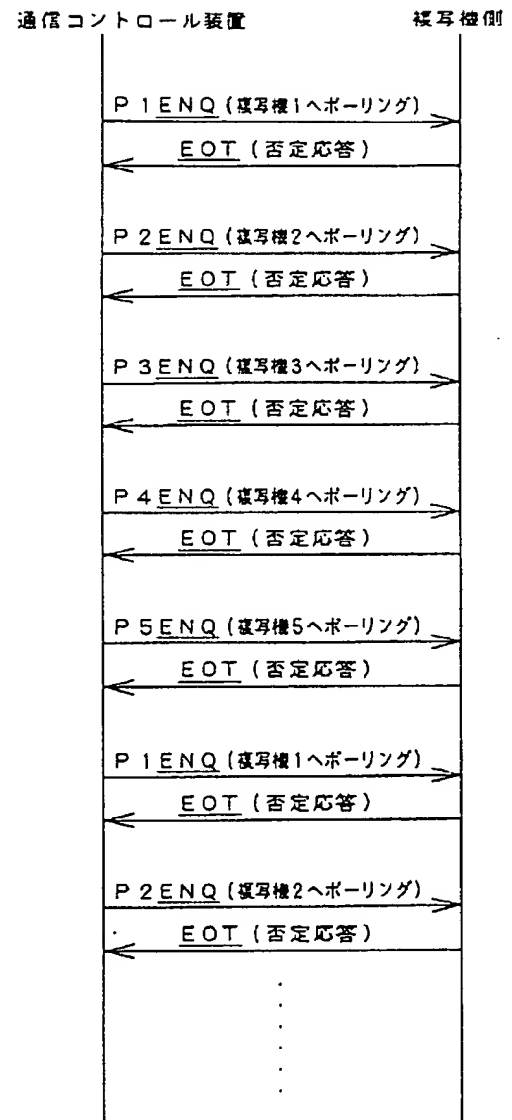 通信コントロール装置 複写機側
P1ENQ(複写機1へポーリング)
EOT(否定応答)
P2ENQ(複写機2へポーリング)
EOT(否定応答)
P3ENQ(複写機3へポーリング)
EOT(否定応答)
P4ENQ(複写機4へポーリング)
EOT(否定応答)
P5ENQ(複写機5へポーリング)
EOT(否定応答)
P1ENQ(複写機1へポーリング)
EOT(否定応答)
P2ENQ(複写機2へポーリング)
EOT(否定応答)